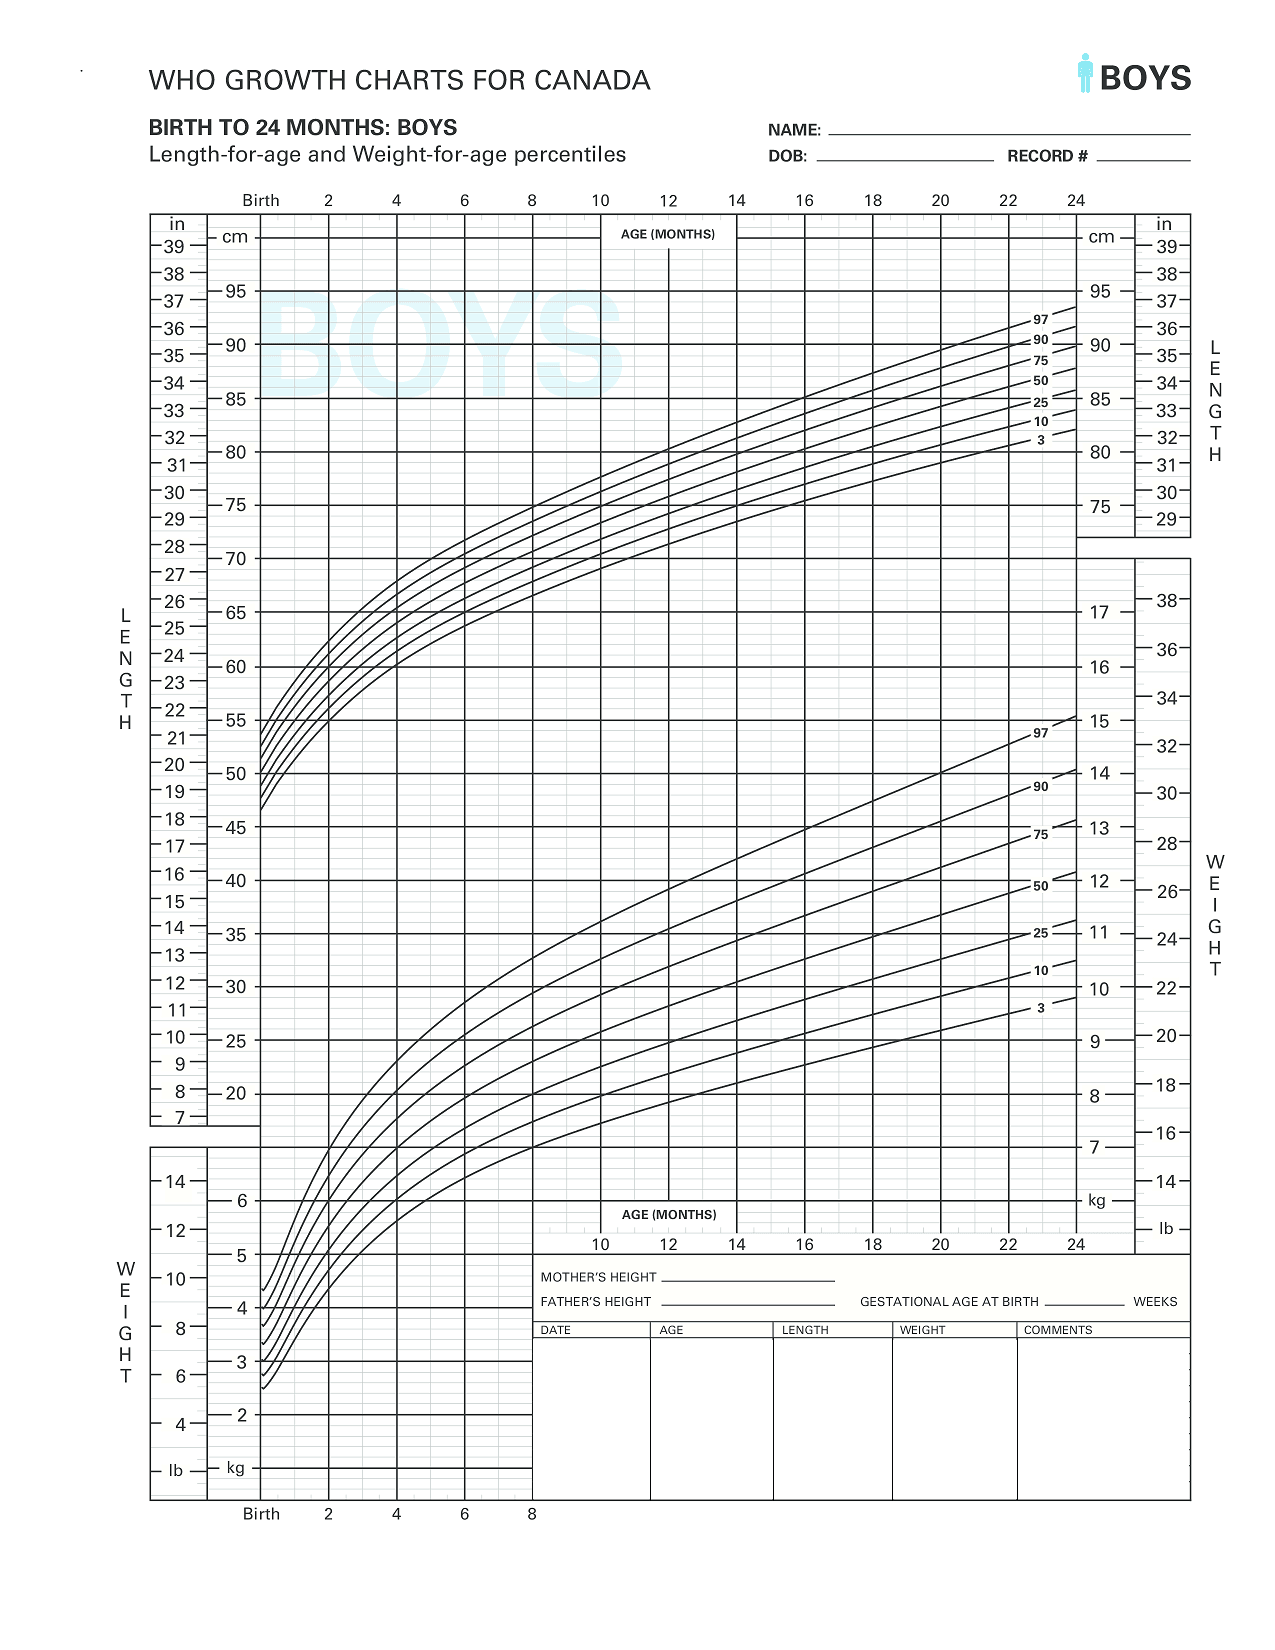 WHO GROWTH CHARTS FOR CANADA
BOYS
BIRTH TO 24 MONTHS: BOYS
NAME:
Length-for-age and Weight-for-age percentiles
DOB: RECORD #
Birth 2 4 6 8 10 12 14 16 18 20 22 24
in cm AGE (MONTHS) cm in
39 39
38 38
95 BOYS 95
37 37
97
36 36
90 90 90
35 75 35
34 50 34
85 25 85
33 10 33
32 3 32
80 80
31 31
30 30
75 75
29 29
28
70
27
26 38
65 17
25
24 36
60 16
23
22 34
55 15
21 97
20 32
50 14
19 90 30
18
45 13
17 75 28
16
40 50 12
15 26
14
35 25 11
13 24
12 10
30 10 22
11 3
10 20
25 9
9
8 18
20 8
7
16
7
14 14
6 kg
AGE (MONTHS)
12 lb
10 12 14 16 18 20 22 24
5
10
MOTHER'S HEIGHT
FATHER'S HEIGHT GESTATIONAL AGE AT BIRTH WEEKS
4
8
DATE AGE LENGTH WEIGHT COMMENTS
3
6
2
4
lb kg
Birth 2 4 6 8
LENGTH
WEIGHT
LENGTH
WEIGHT